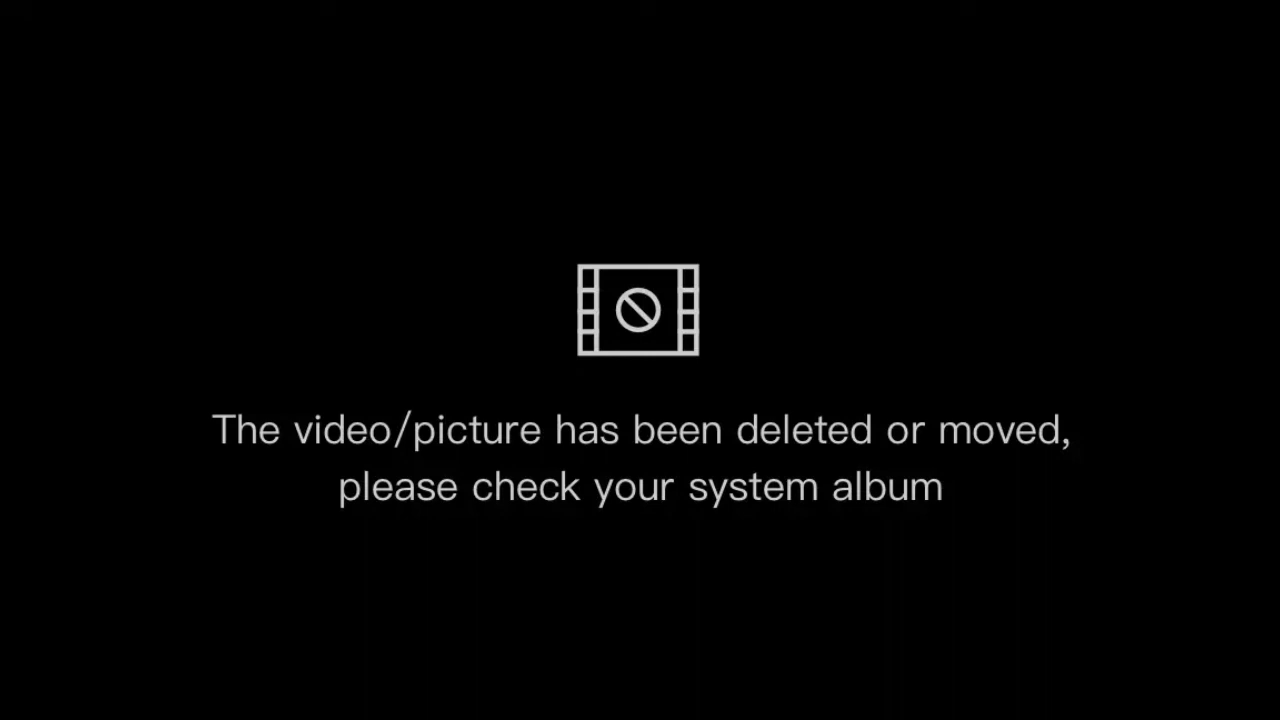 The video/picture has been deleted or moved,
please check your system album